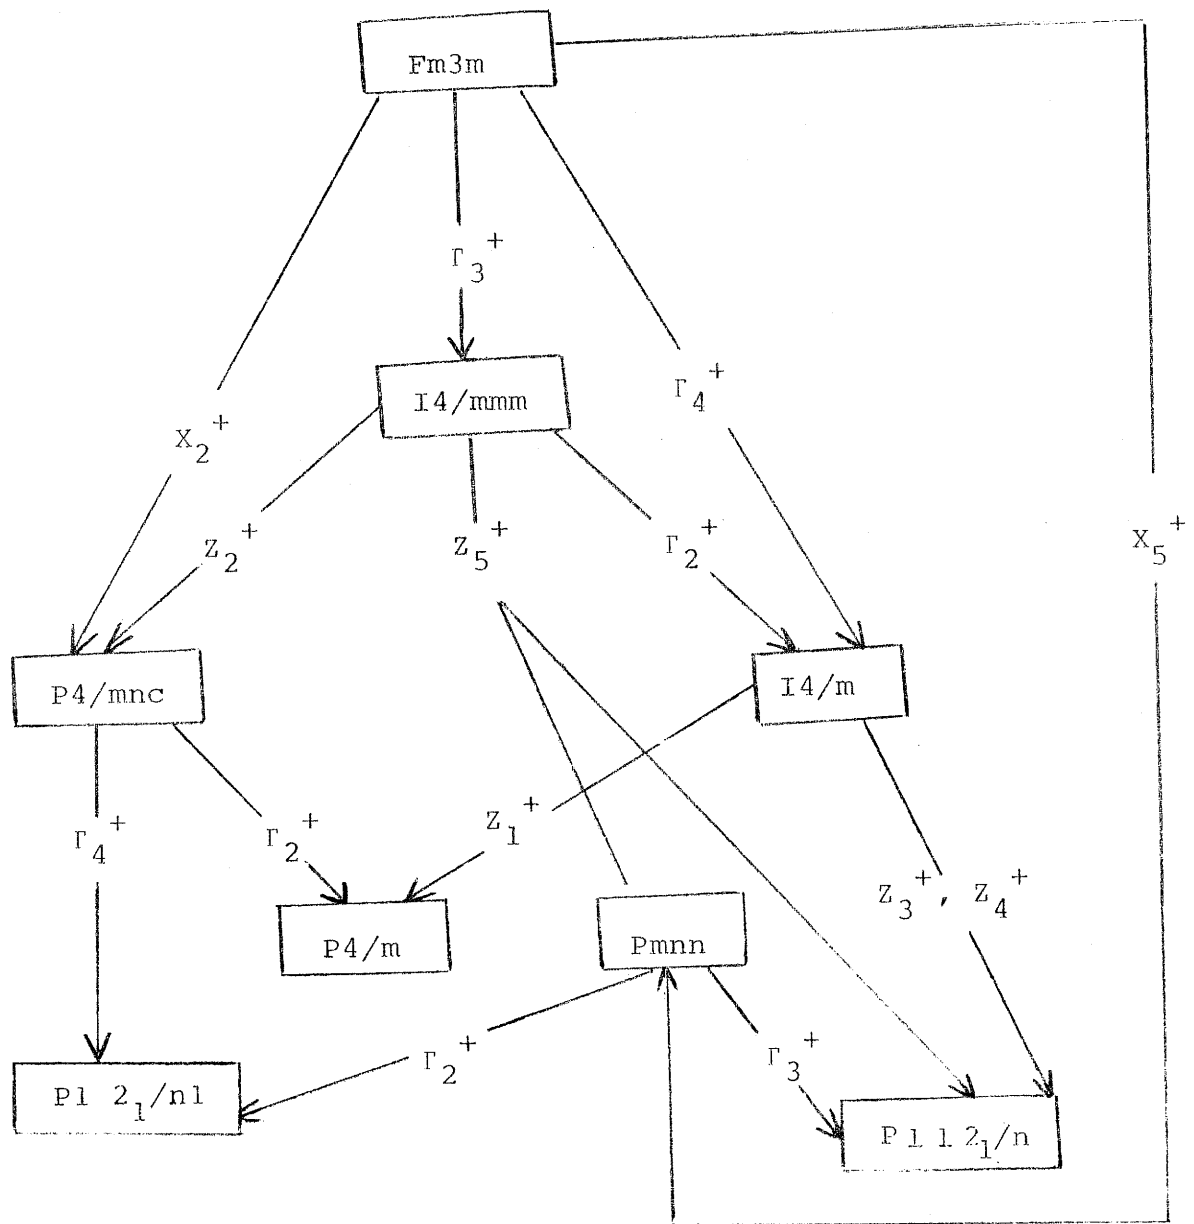 Fm3m
Γ3+
I4/mmm
Γ4+
X2+
Z2+
Z5+
Γ2+
X5+
P4/mnc
I4/m
Γ4+
Γ2+
Z1+
Z3+, Z4+
P4/m
Pmnn
Γ2+
Γ3+
P1 21/n1
P 1 1 21/n